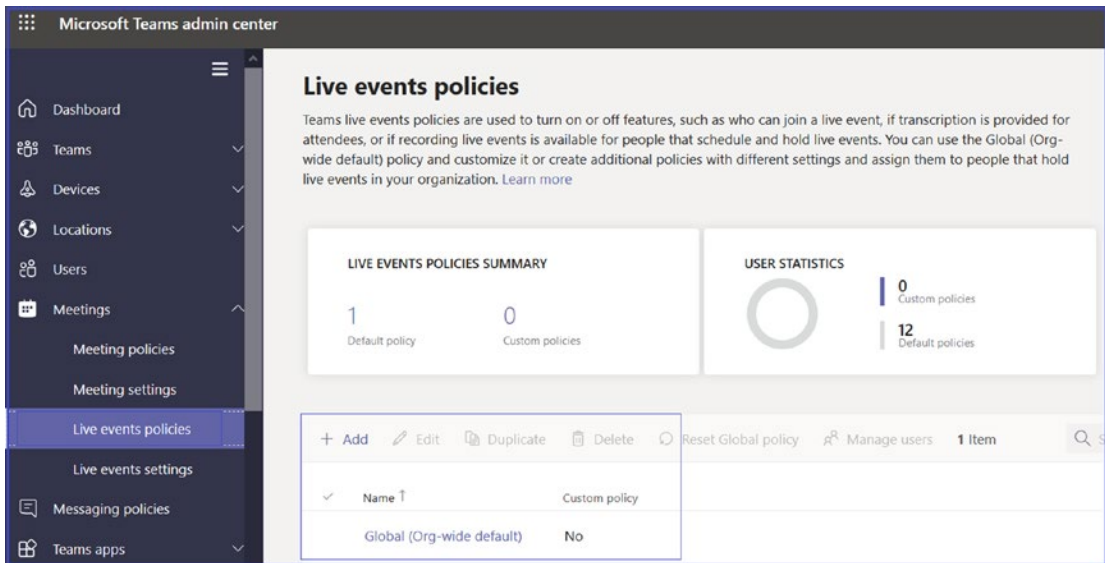 Microsoft Teams admin center
Dashboard
Teams
Devices
Locations
Users
Meetings
Meeting policies
Meeting settings
Live events policies
Live events settings
Messaging policies
Teams apps
Live events policies
Teams live events policies are used to turn on or off features, such as who can join a live event, if transcription is provided for
attendees, or if recording live events is available for people that schedule and hold live events. You can use the Global (Org-
wide default) policy and customize it or create additional policies with different settings and assign them to people that hold
live events in your organization. Learn more
LIVE EVENTS POLICIES SUMMARY
1
Default policy
0
Custom policies
USER STATISTICS
0
Custom policies
12
Default policies
+ Add Edit Duplicate Delete Reset Global policy Manage users 1 Item
Name ↑ Custom policy
Global (Org-wide default) No